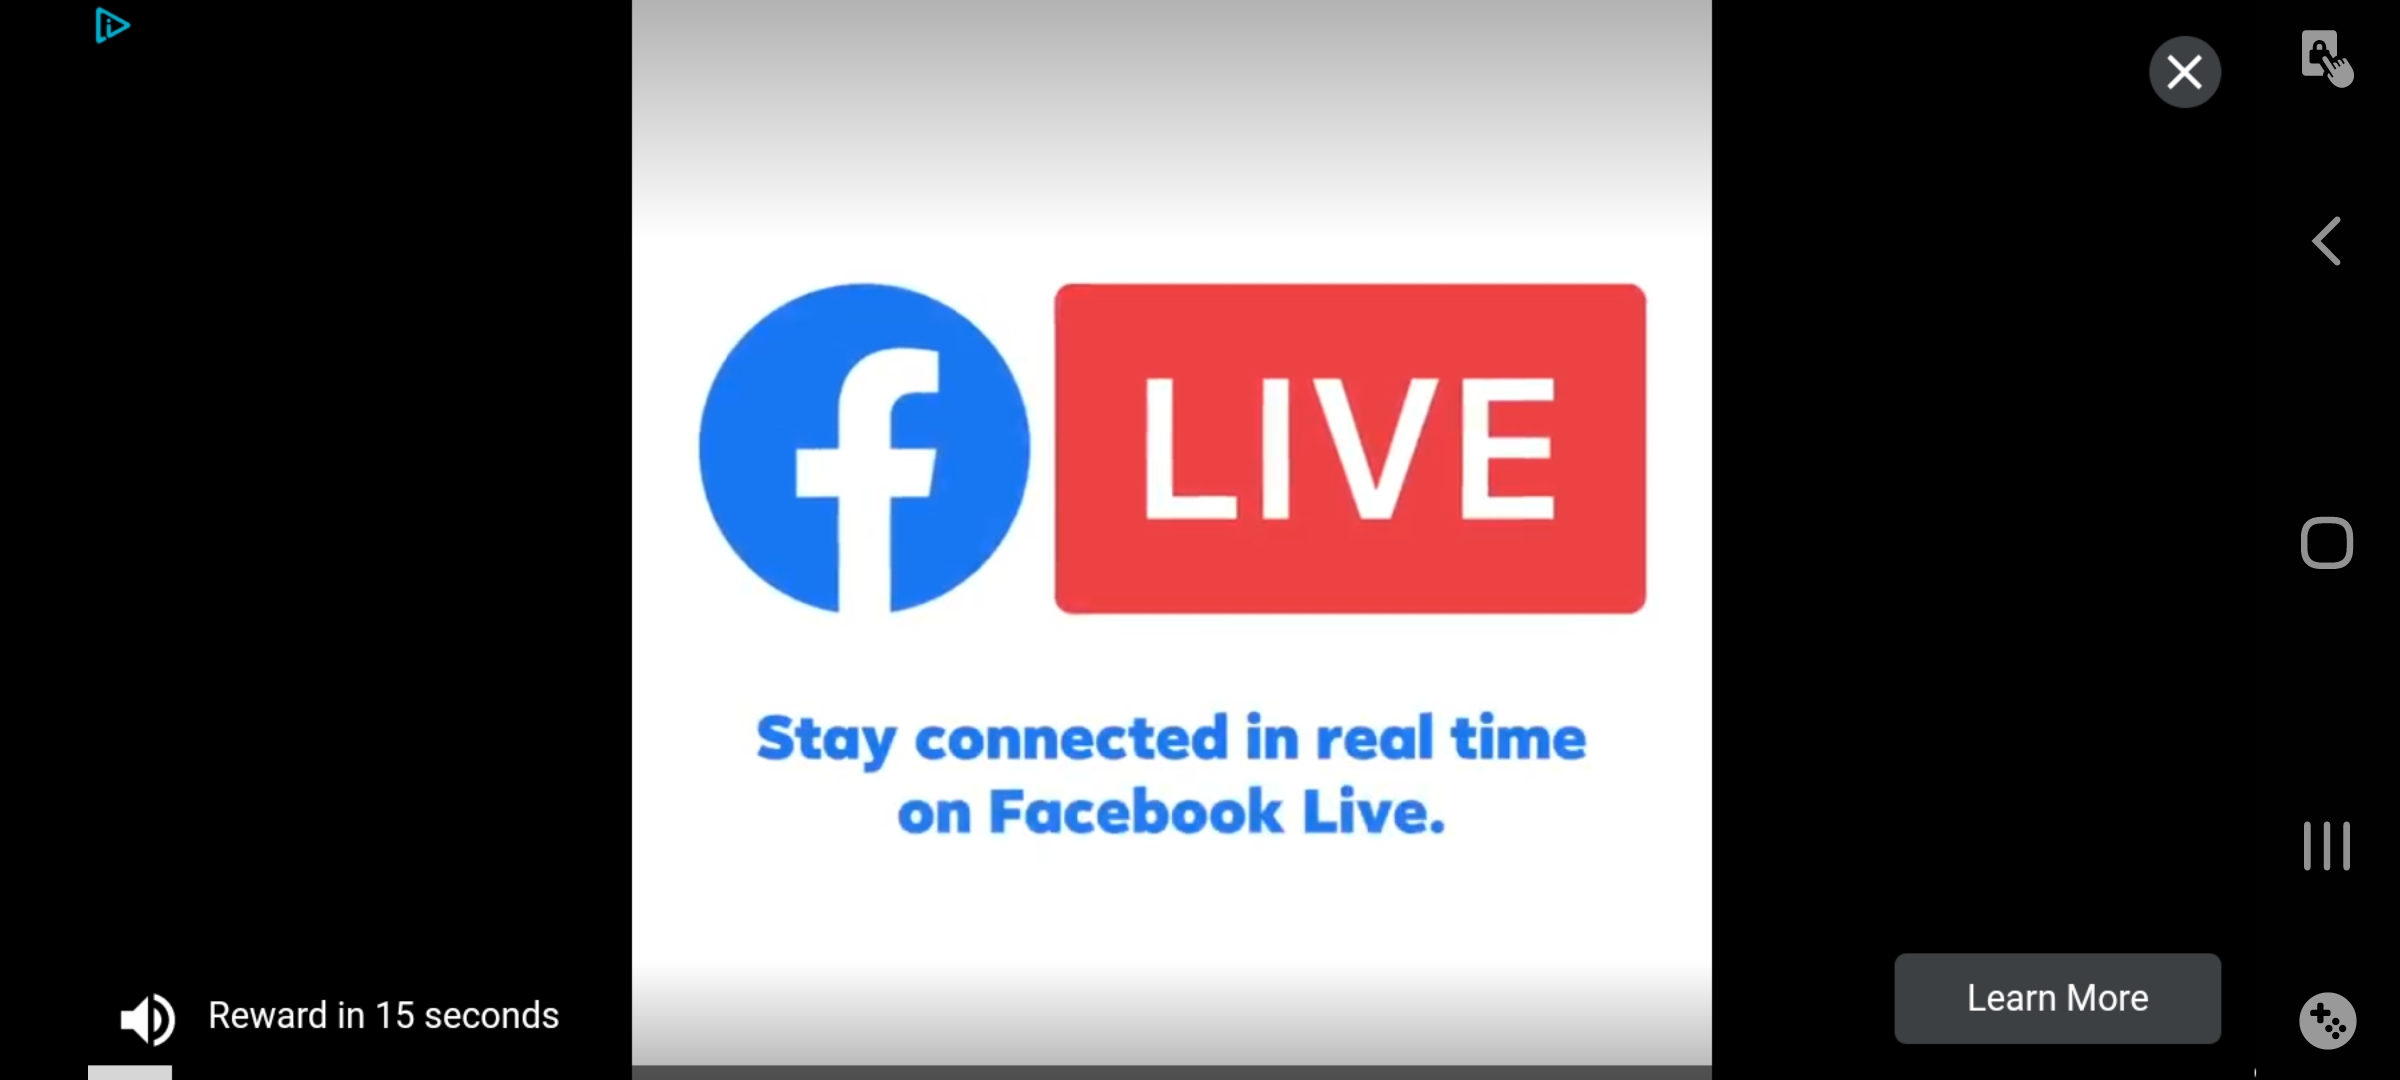 LIVE
Stay connected in real time
on Facebook Live.
Reward in 15 seconds
Learn More